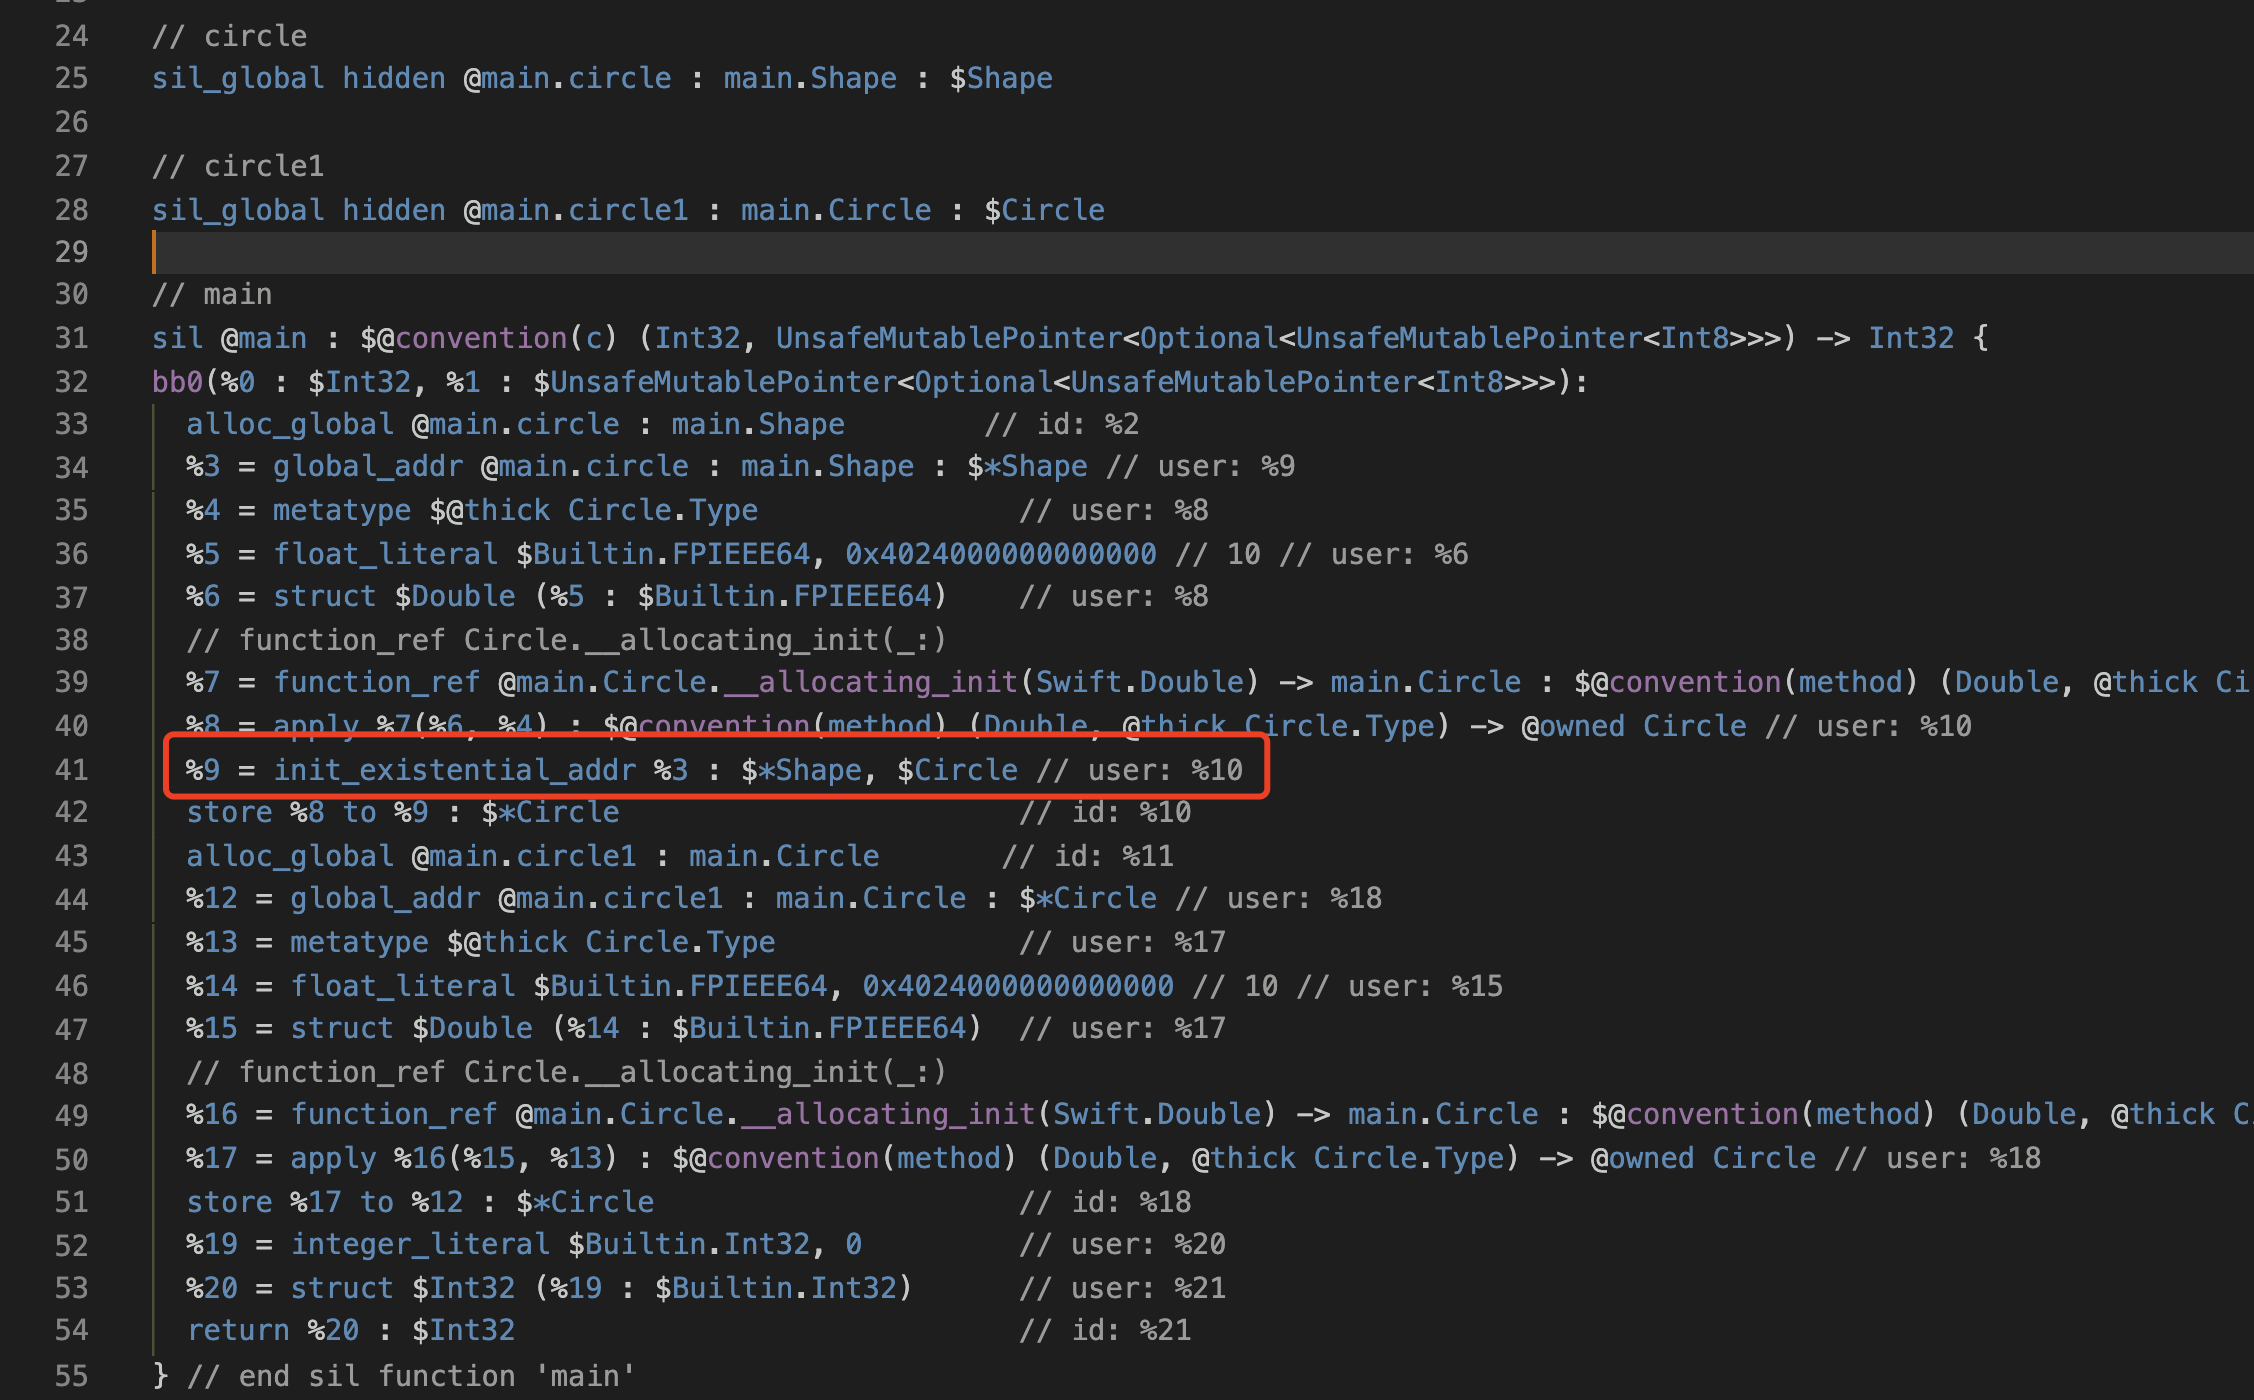 24 // circle
25 sil_global hidden @main.circle : main.Shape : $Shape
26
27 // circle1
28 sil_global hidden @main.circle1 : main.Circle : $Circle
29
30 // main
31 sil @main : $@convention(c) (Int32, UnsafeMutablePointer<Optional<UnsafeMutablePointer<Int8>>>) -> Int32 {
32 bb0(%0 : $Int32, %1 : $UnsafeMutablePointer<Optional<UnsafeMutablePointer<Int8>>>):
33 alloc_global @main.circle : main.Shape // id: %2
34 %3 = global_addr @main.circle : main.Shape : $*Shape // user: %9
35 %4 = metatype $@thick Circle.Type // user: %8
36 %5 = float_literal $Builtin.FPIEEE64, 0x4024000000000000 // 10 // user: %6
37 %6 = struct $Double (%5 : $Builtin.FPIEEE64) // user: %8
38 // function_ref Circle.__allocating_init(_:)
39 %7 = function_ref @main.Circle.__allocating_init(Swift.Double) -> main.Circle : $@convention(method) (Double, @thick Ci
40 %8 = apply %7(%6, %4) : $@convention(method) (Double, @thick Circle.Type) -> @owned Circle // user: %10
41 %9 = init_existential_addr %3 : $*Shape, $Circle // user: %10
42 store %8 to %9 : $*Circle // id: %10
43 alloc_global @main.circle1 : main.Circle // id: %11
44 %12 = global_addr @main.circle1 : main.Circle : $*Circle // user: %18
45 %13 = metatype $@thick Circle.Type // user: %17
46 %14 = float_literal $Builtin.FPIEEE64, 0x4024000000000000 // 10 // user: %15
47 %15 = struct $Double (%14 : $Builtin.FPIEEE64) // user: %17
48 // function_ref Circle.__allocating_init(_:)
49 %16 = function_ref @main.Circle.__allocating_init(Swift.Double) -> main.Circle : $@convention(method) (Double, @thick C
50 %17 = apply %16(%15, %13) : $@convention(method) (Double, @thick Circle.Type) -> @owned Circle // user: %18
51 store %17 to %12 : $*Circle // id: %18
52 %19 = integer_literal $Builtin.Int32, 0 // user: %20
53 %20 = struct $Int32 (%19 : $Builtin.Int32) // user: %21
54 return %20 : $Int32 // id: %21
55 } // end sil function 'main'